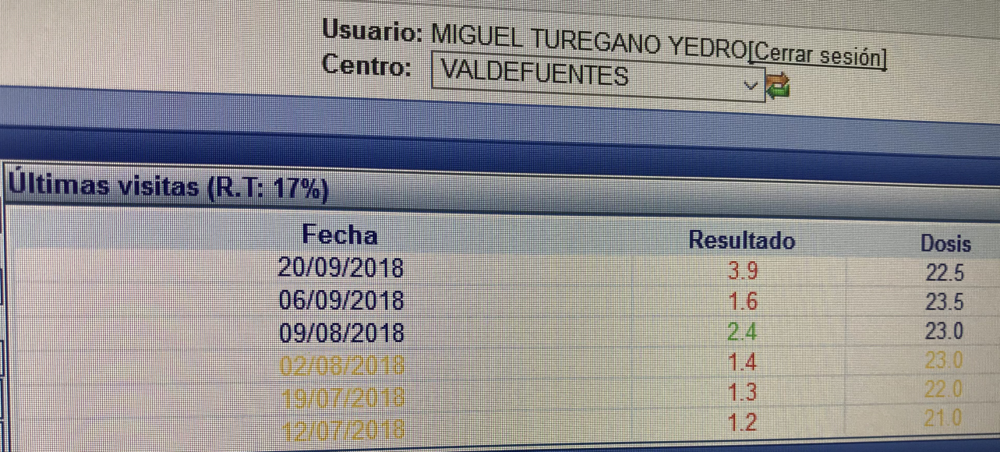 Usuario: MIGUEL TUREGANO YEDRO[Cerrar sesión]
Centro: VALDEFUENTES
Últimas visitas (R.T: 17%)
Fecha Resultado Dosis
20/09/2018 3.9 22.5
06/09/2018 1.6 23.5
09/08/2018 2.4 23.0
02/08/2018 1.4 23.0
19/07/2018 1.3 22.0
12/07/2018 1.2 21.0